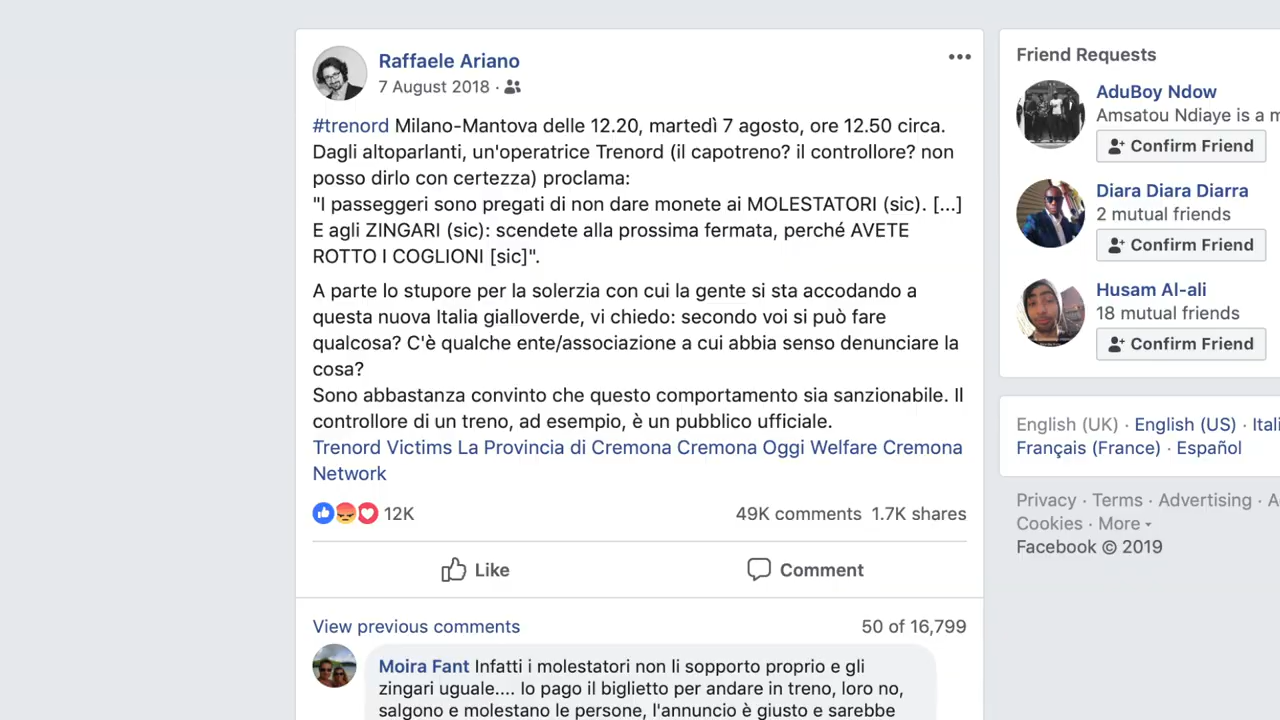 Raffaele Ariano
7 August 2018 ·
#trenord Milano-Mantova delle 12.20, martedì 7 agosto, ore 12.50 circa.
Dagli altoparlanti, un'operatrice Trenord (il capotreno? il controllore? non
posso dirlo con certezza) proclama:
"I passeggeri sono pregati di non dare monete ai MOLESTATORI (sic). [...]
E agli ZINGARI (sic): scendete alla prossima fermata, perché AVETE
ROTTO I COGLIONI [sic]".
A parte lo stupore per la solerzia con cui la gente si sta accodando a
questa nuova Italia gialloverde, vi chiedo: secondo voi si può fare
qualcosa? C'è qualche ente/associazione a cui abbia senso denunciare la
cosa?
Sono abbastanza convinto che questo comportamento sia sanzionabile. Il
controllore di un treno, ad esempio, è un pubblico ufficiale.
Trenord Victims La Provincia di Cremona Cremona Oggi Welfare Cremona
Network
12K
49K comments 1.7K shares
Like
Comment
View previous comments
50 of 16,799
Moira Fant Infatti i molestatori non li sopporto proprio e gli
zingari uguale.... Io pago il biglietto per andare in treno, loro no,
salgono e molestano le persone, l'annuncio è giusto e sarebbe
Friend Requests
AduBoy Ndow
Amsatou Ndiaye is a m
Confirm Friend
Diara Diara Diarra
2 mutual friends
Confirm Friend
Husam Al-ali
18 mutual friends
Confirm Friend
English (UK) · English (US) · Itali
Français (France) · Español
Privacy · Terms · Advertising · A
Cookies · More
Facebook © 2019